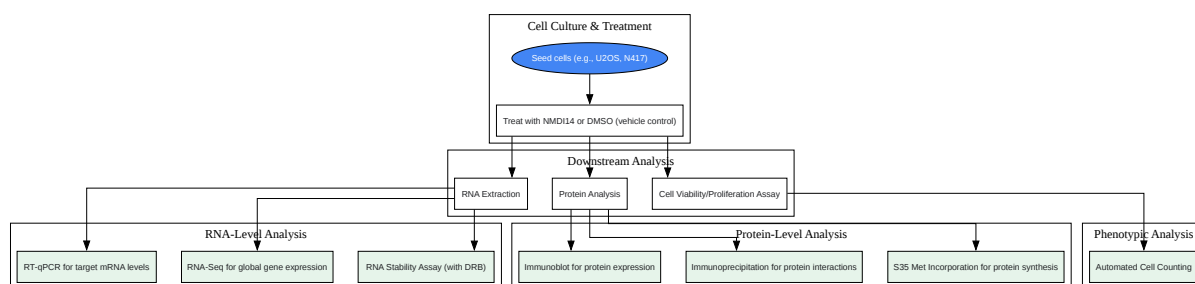 Cell Culture & Treatment
Seed cells (e.g., U2OS, N417)
Treat with NMDI14 or DMSO (vehicle control)
Downstream Analysis
RNA Extraction
Protein Analysis
Cell Viability/Proliferation Assay
RNA-Level Analysis
Protein-Level Analysis
Phenotypic Analysis
RT-qPCR for target mRNA levels
RNA-Seq for global gene expression
RNA Stability Assay (with DRB)
Immunoblot for protein expression
Immunoprecipitation for protein interactions
S35 Met Incorporation for protein synthesis
Automated Cell Counting